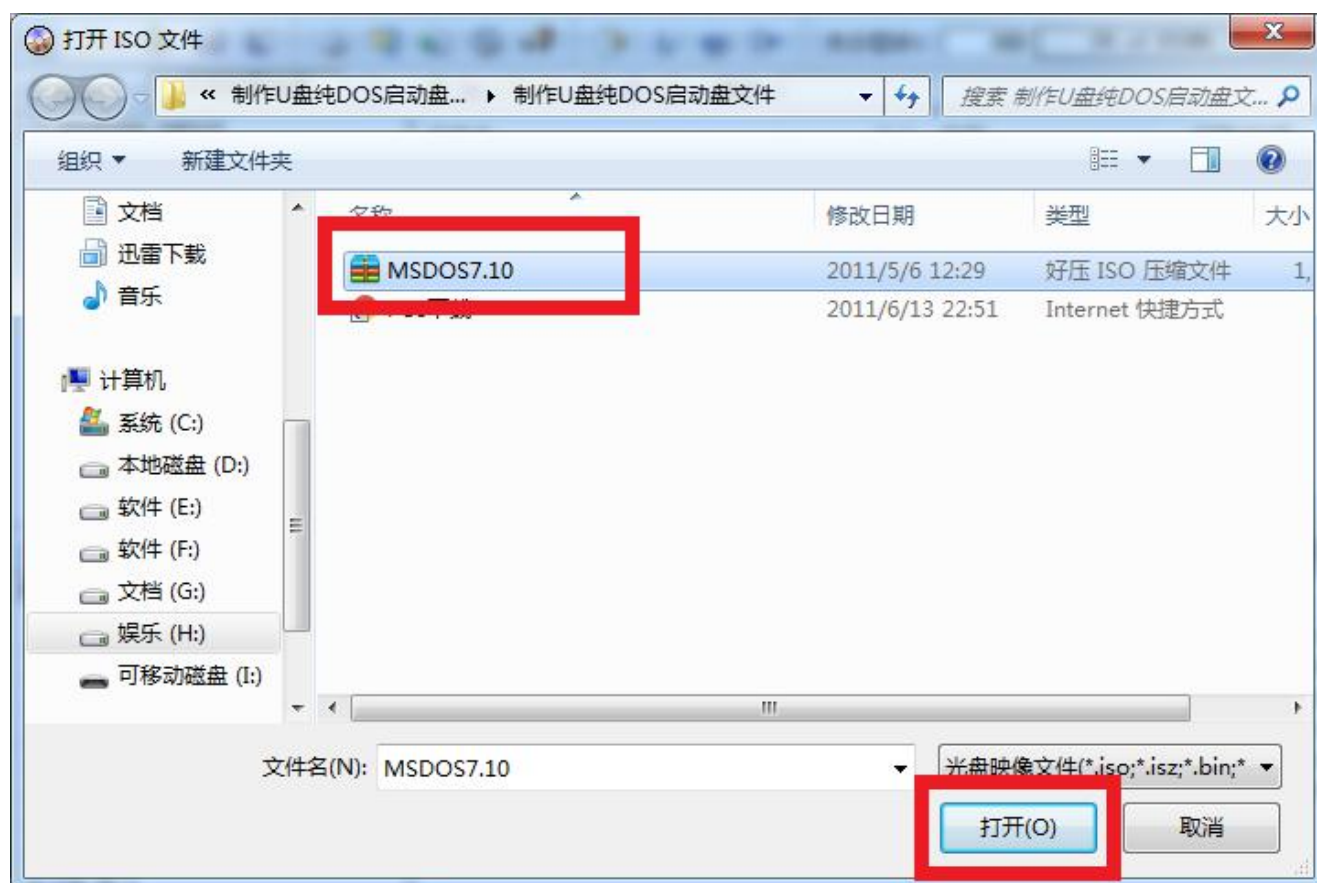 打开 ISO 文件
« 制作U盘纯DOS启动盘... ▸ 制作U盘纯DOS启动盘文件
搜索 制作U盘纯DOS启动盘文...
组织 新建文件夹
名称 修改日期 类型 大小
文档
迅雷下载
音乐
MSDOS7.10 2011/5/6 12:29 好压 ISO 压缩文件 1,
2011/6/13 22:51 Internet 快捷方式
计算机
系统 (C:)
本地磁盘 (D:)
软件 (E:)
软件 (F:)
文档 (G:)
娱乐 (H:)
可移动磁盘 (I:)
文件名(N): MSDOS7.10 光盘映像文件(*.iso;*.isz;*.bin;*
打开(O) 取消